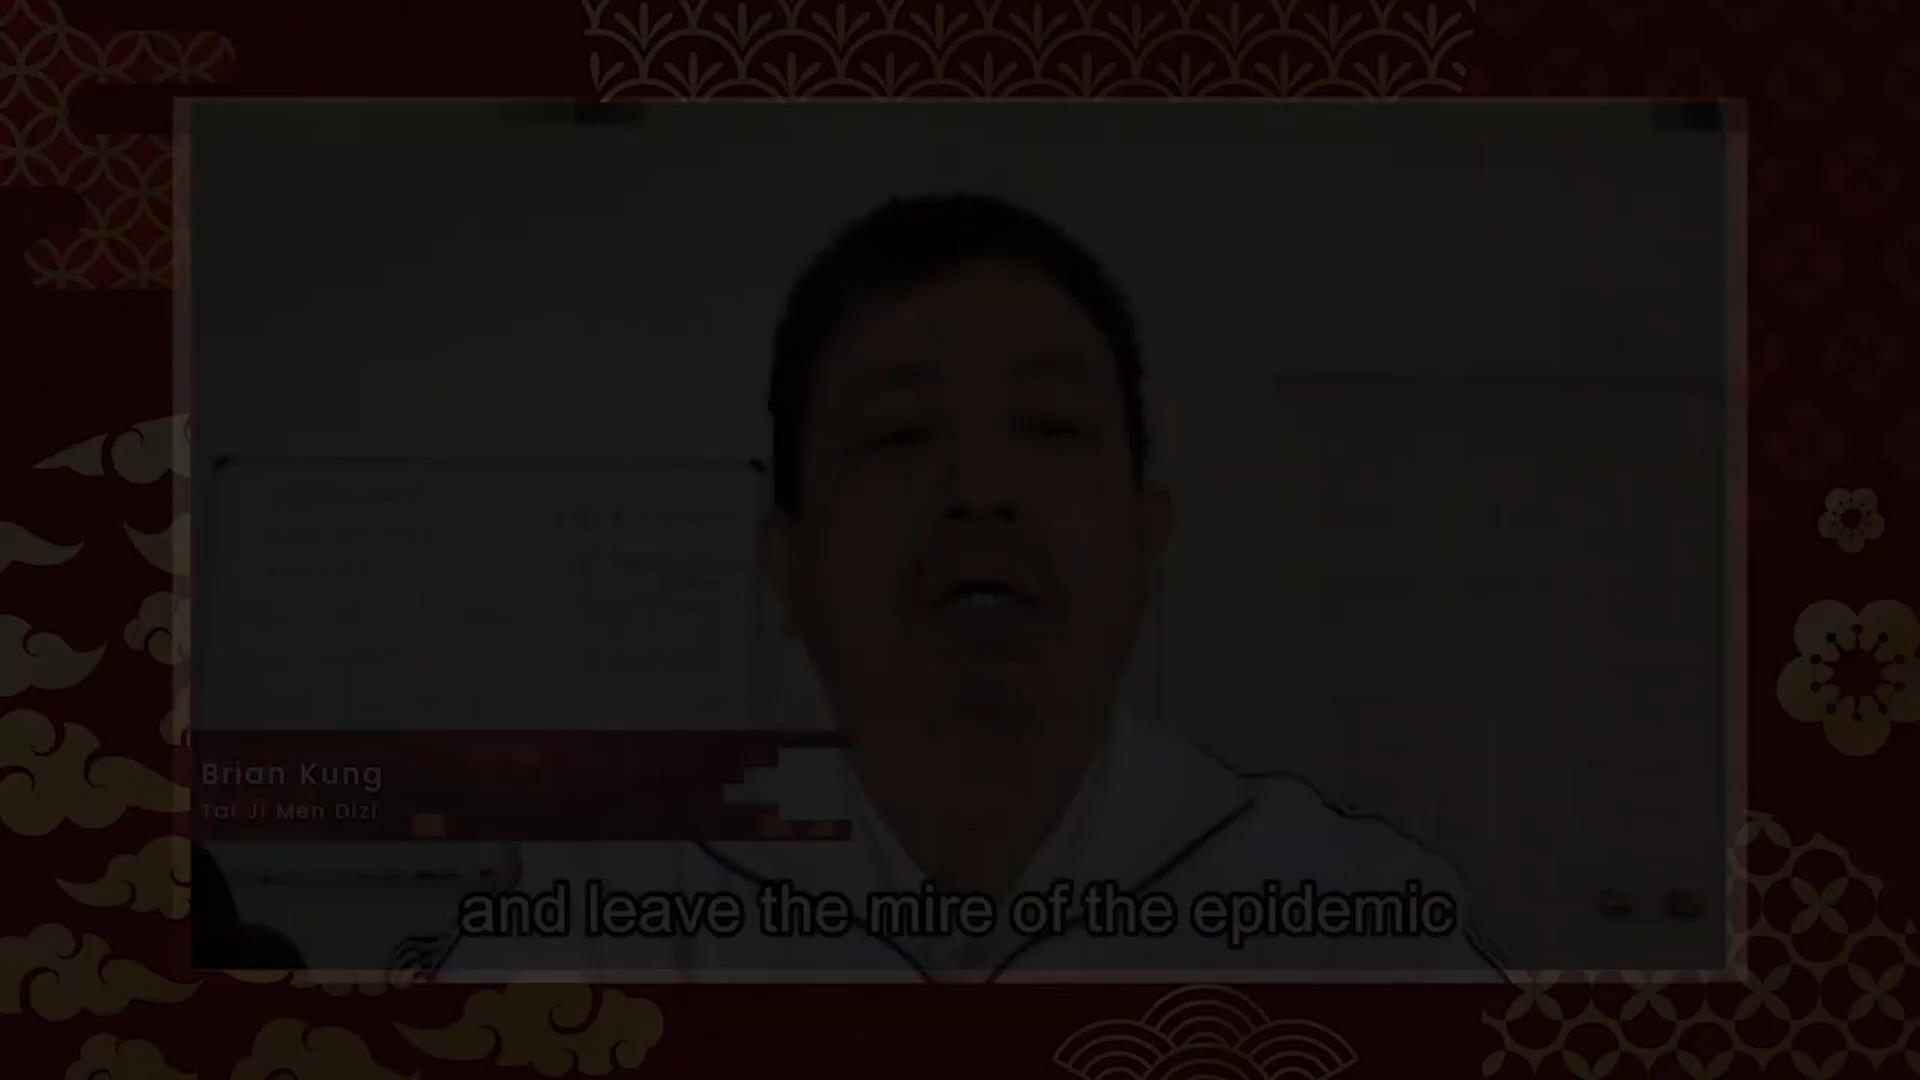 Brian Kung
Tai Ji Men Dizi
and leave the mire of the epidemic